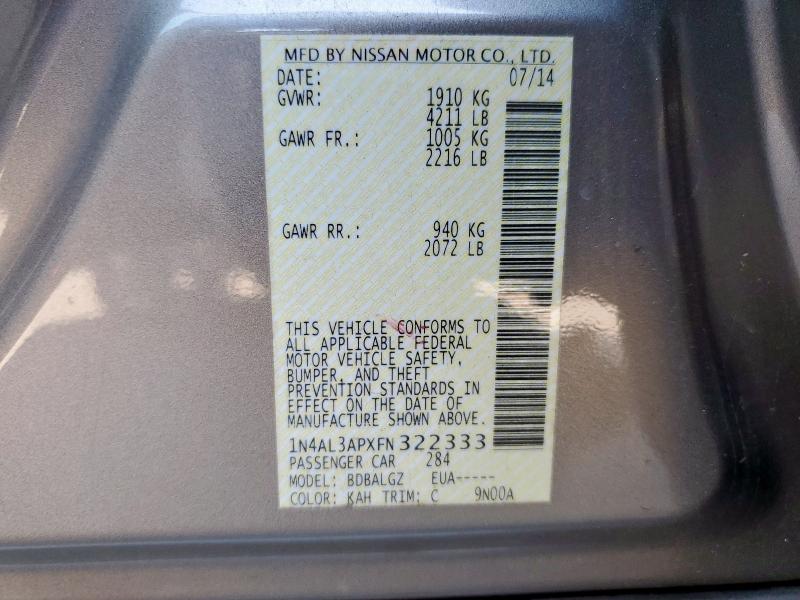 MFD BY NISSAN MOTOR CO., LTD.
DATE: 07/14
GVWR: 1910 KG
4211 LB
GAWR FR.: 1005 KG
2216 LB
GAWR RR.: 940 KG
2072 LB
THIS VEHICLE CONFORMS TO
ALL APPLICABLE FEDERAL
MOTOR VEHICLE SAFETY,
BUMPER, AND THEFT
PREVENTION STANDARDS IN
EFFECT ON THE DATE OF
MANUFACTURE SHOWN ABOVE.
1N4AL3APXFN322333
PASSENGER CAR 284
MODEL: BDBALGZ EUA-----
COLOR: KAH TRIM: C 9N00A